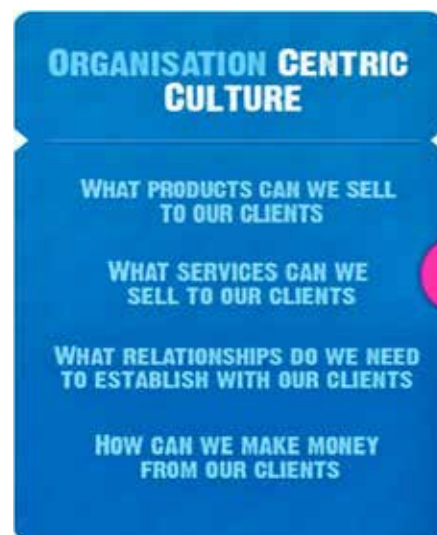 ORGANISATION CENTRIC
CULTURE
WHAT PRODUCTS CAN WE SELL
TO OUR CLIENTS
WHAT SERVICES CAN WE
SELL TO OUR CLIENTS
WHAT RELATIONSHIPS DO WE NEED
TO ESTABLISH WITH OUR CLIENTS
HOW CAN WE MAKE MONEY
FROM OUR CLIENTS